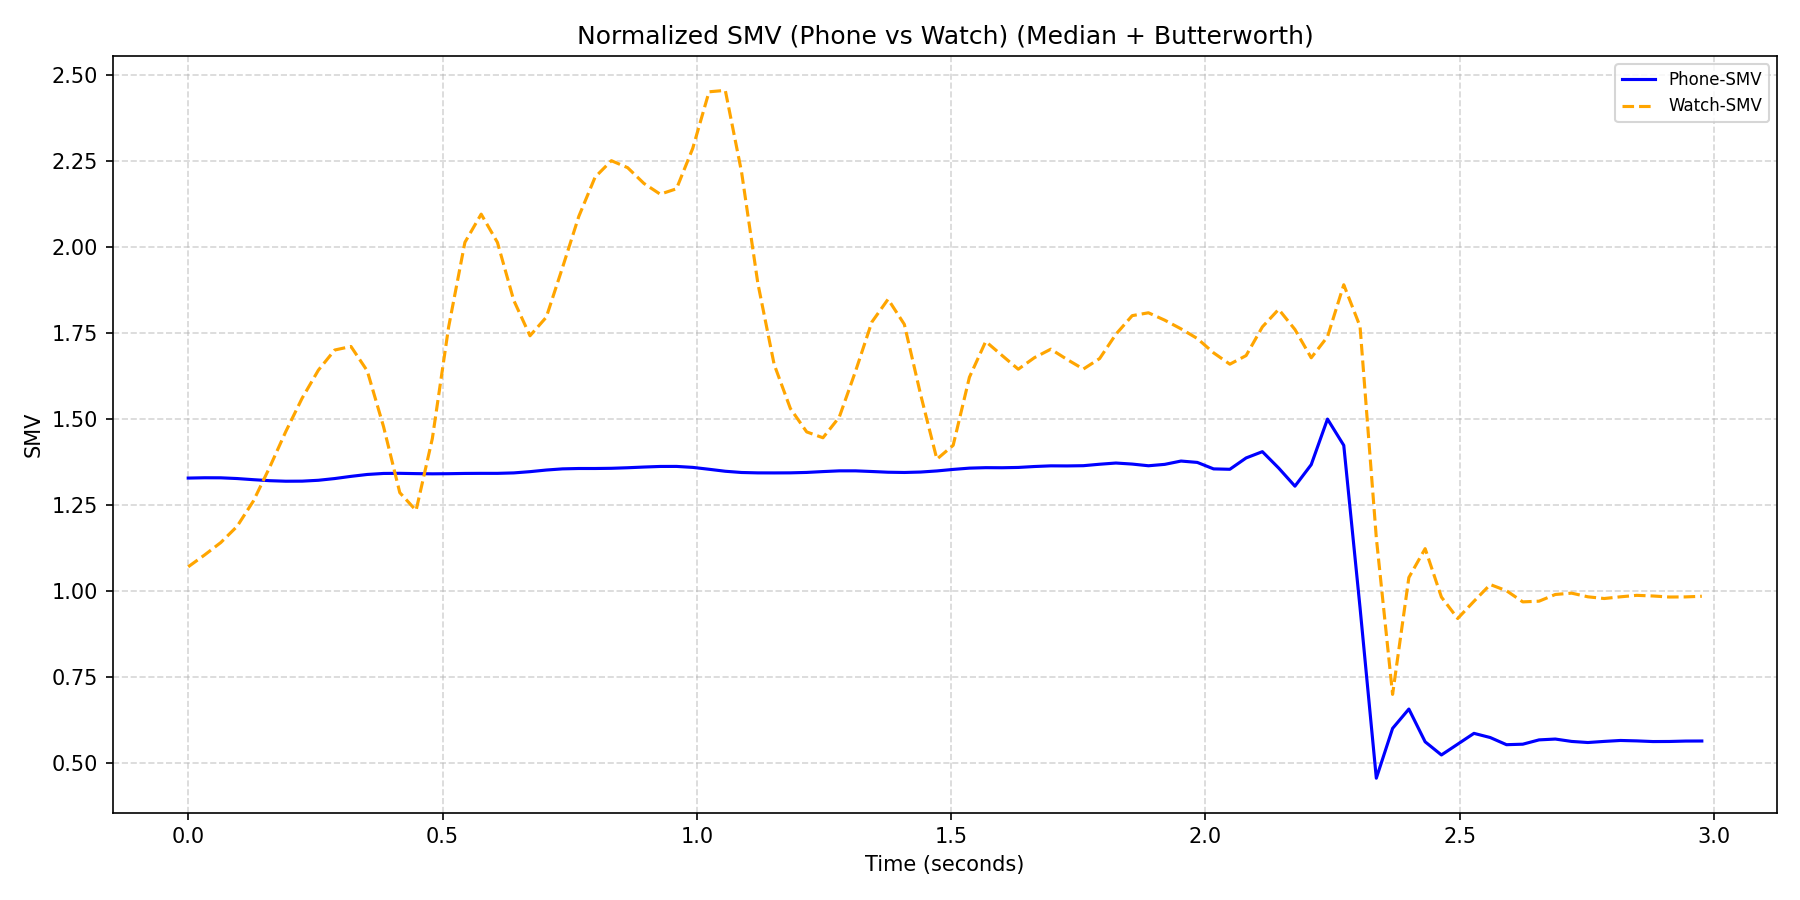 Normalized SMV (Phone vs Watch) (Median + Butterworth)
Phone-SMV
Watch-SMV
SMV
2.50
2.25
2.00
1.75
1.50
1.25
1.00
0.75
0.50
0.0 0.5 1.0 1.5 2.0 2.5 3.0
Time (seconds)